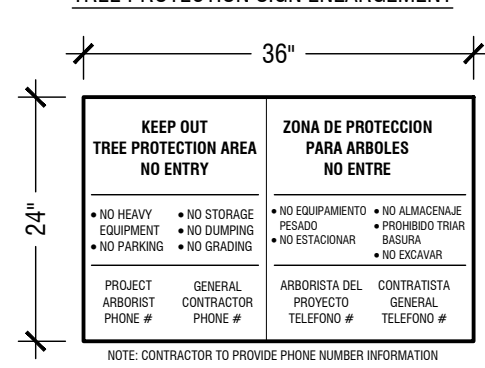 TREE PROTECTION SIGN ENLARGEMENT
36"
24"
KEEP OUT
TREE PROTECTION AREA
NO ENTRY
ZONA DE PROTECCION
PARA ARBOLES
NO ENTRE
• NO HEAVY
EQUIPMENT
• NO PARKING
• NO STORAGE
• NO DUMPING
• NO GRADING
• NO EQUIPAMIENTO
PESADO
• NO ESTACIONAR
• NO ALMACENAJE
• PROHIBIDO TRIAR
BASURA
• NO EXCAVAR
PROJECT
ARBORIST
PHONE #
GENERAL
CONTRACTOR
PHONE #
ARBORISTA DEL
PROYECTO
TELEFONO #
CONTRATISTA
GENERAL
TELEFONO #
NOTE: CONTRACTOR TO PROVIDE PHONE NUMBER INFORMATION